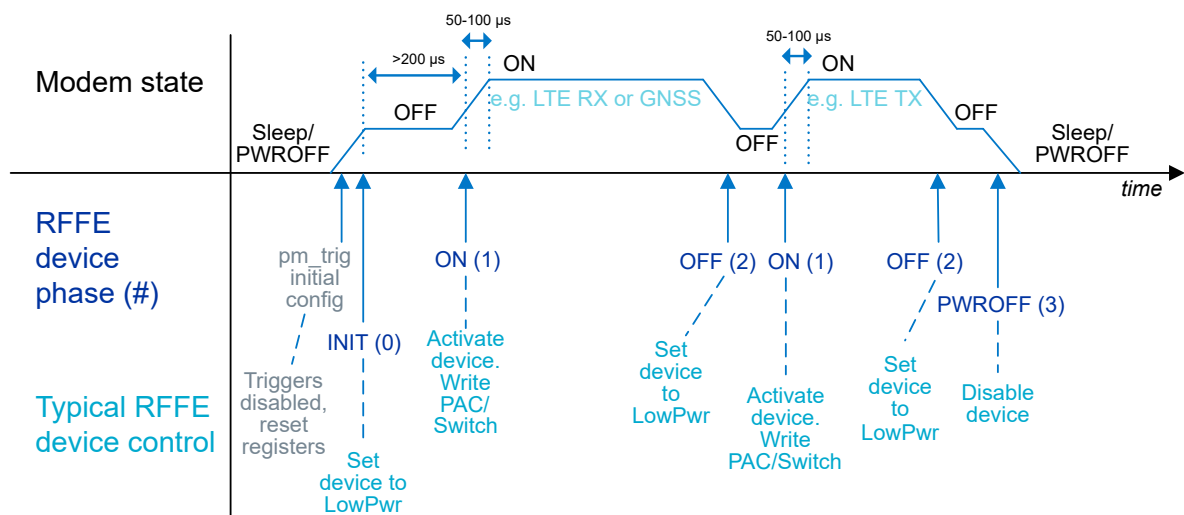 50-100 µs
50-100 µs
>200 µs
ON
ON
Modem state
e.g. LTE RX or GNSS
e.g. LTE TX
OFF
OFF
OFF
Sleep/
PWROFF
Sleep/
PWROFF
time
RFFE
device
phase (#)
pm_trig
initial
config
ON (1)
OFF (2)
ON (1)
OFF (2)
INIT (0)
PWROFF (3)
Typical RFFE
device control
Triggers
disabled,
reset
registers
Set
device to
LowPwr
Activate
device.
Write
PAC/
Switch
Set
device
to
LowPwr
Activate
device.
Write
PAC/Switch
Set
device
to
LowPwr
Disable
device